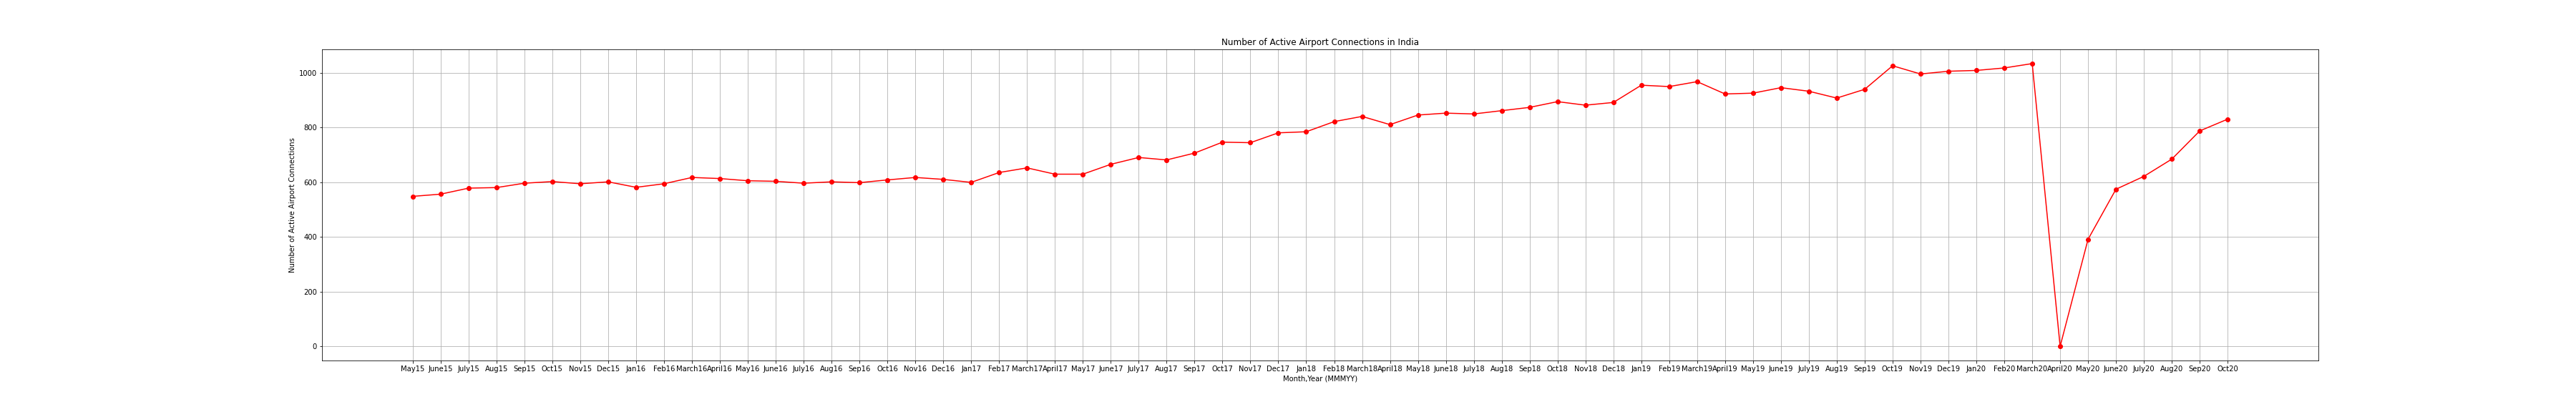 Number of Active Airport Connections in India
Number of Active Airport Connections
1000
800
600
400
200
0
May15 June15 July15 Aug15 Sep15 Oct15 Nov15 Dec15 Jan16 Feb16 March16 April16 May16 June16 July16 Aug16 Sep16 Oct16 Nov16 Dec16 Jan17 Feb17 March17 April17 May17 June17 July17 Aug17 Sep17 Oct17 Nov17 Dec17 Jan18 Feb18 March18 April18 May18 June18 July18 Aug18 Sep18 Oct18 Nov18 Dec18 Jan19 Feb19 March19 April19 May19 June19 July19 Aug19 Sep19 Oct19 Nov19 Dec19 Jan20 Feb20 March20 April20 May20 June20 July20 Aug20 Sep20 Oct20
Month,Year (MMMYY)